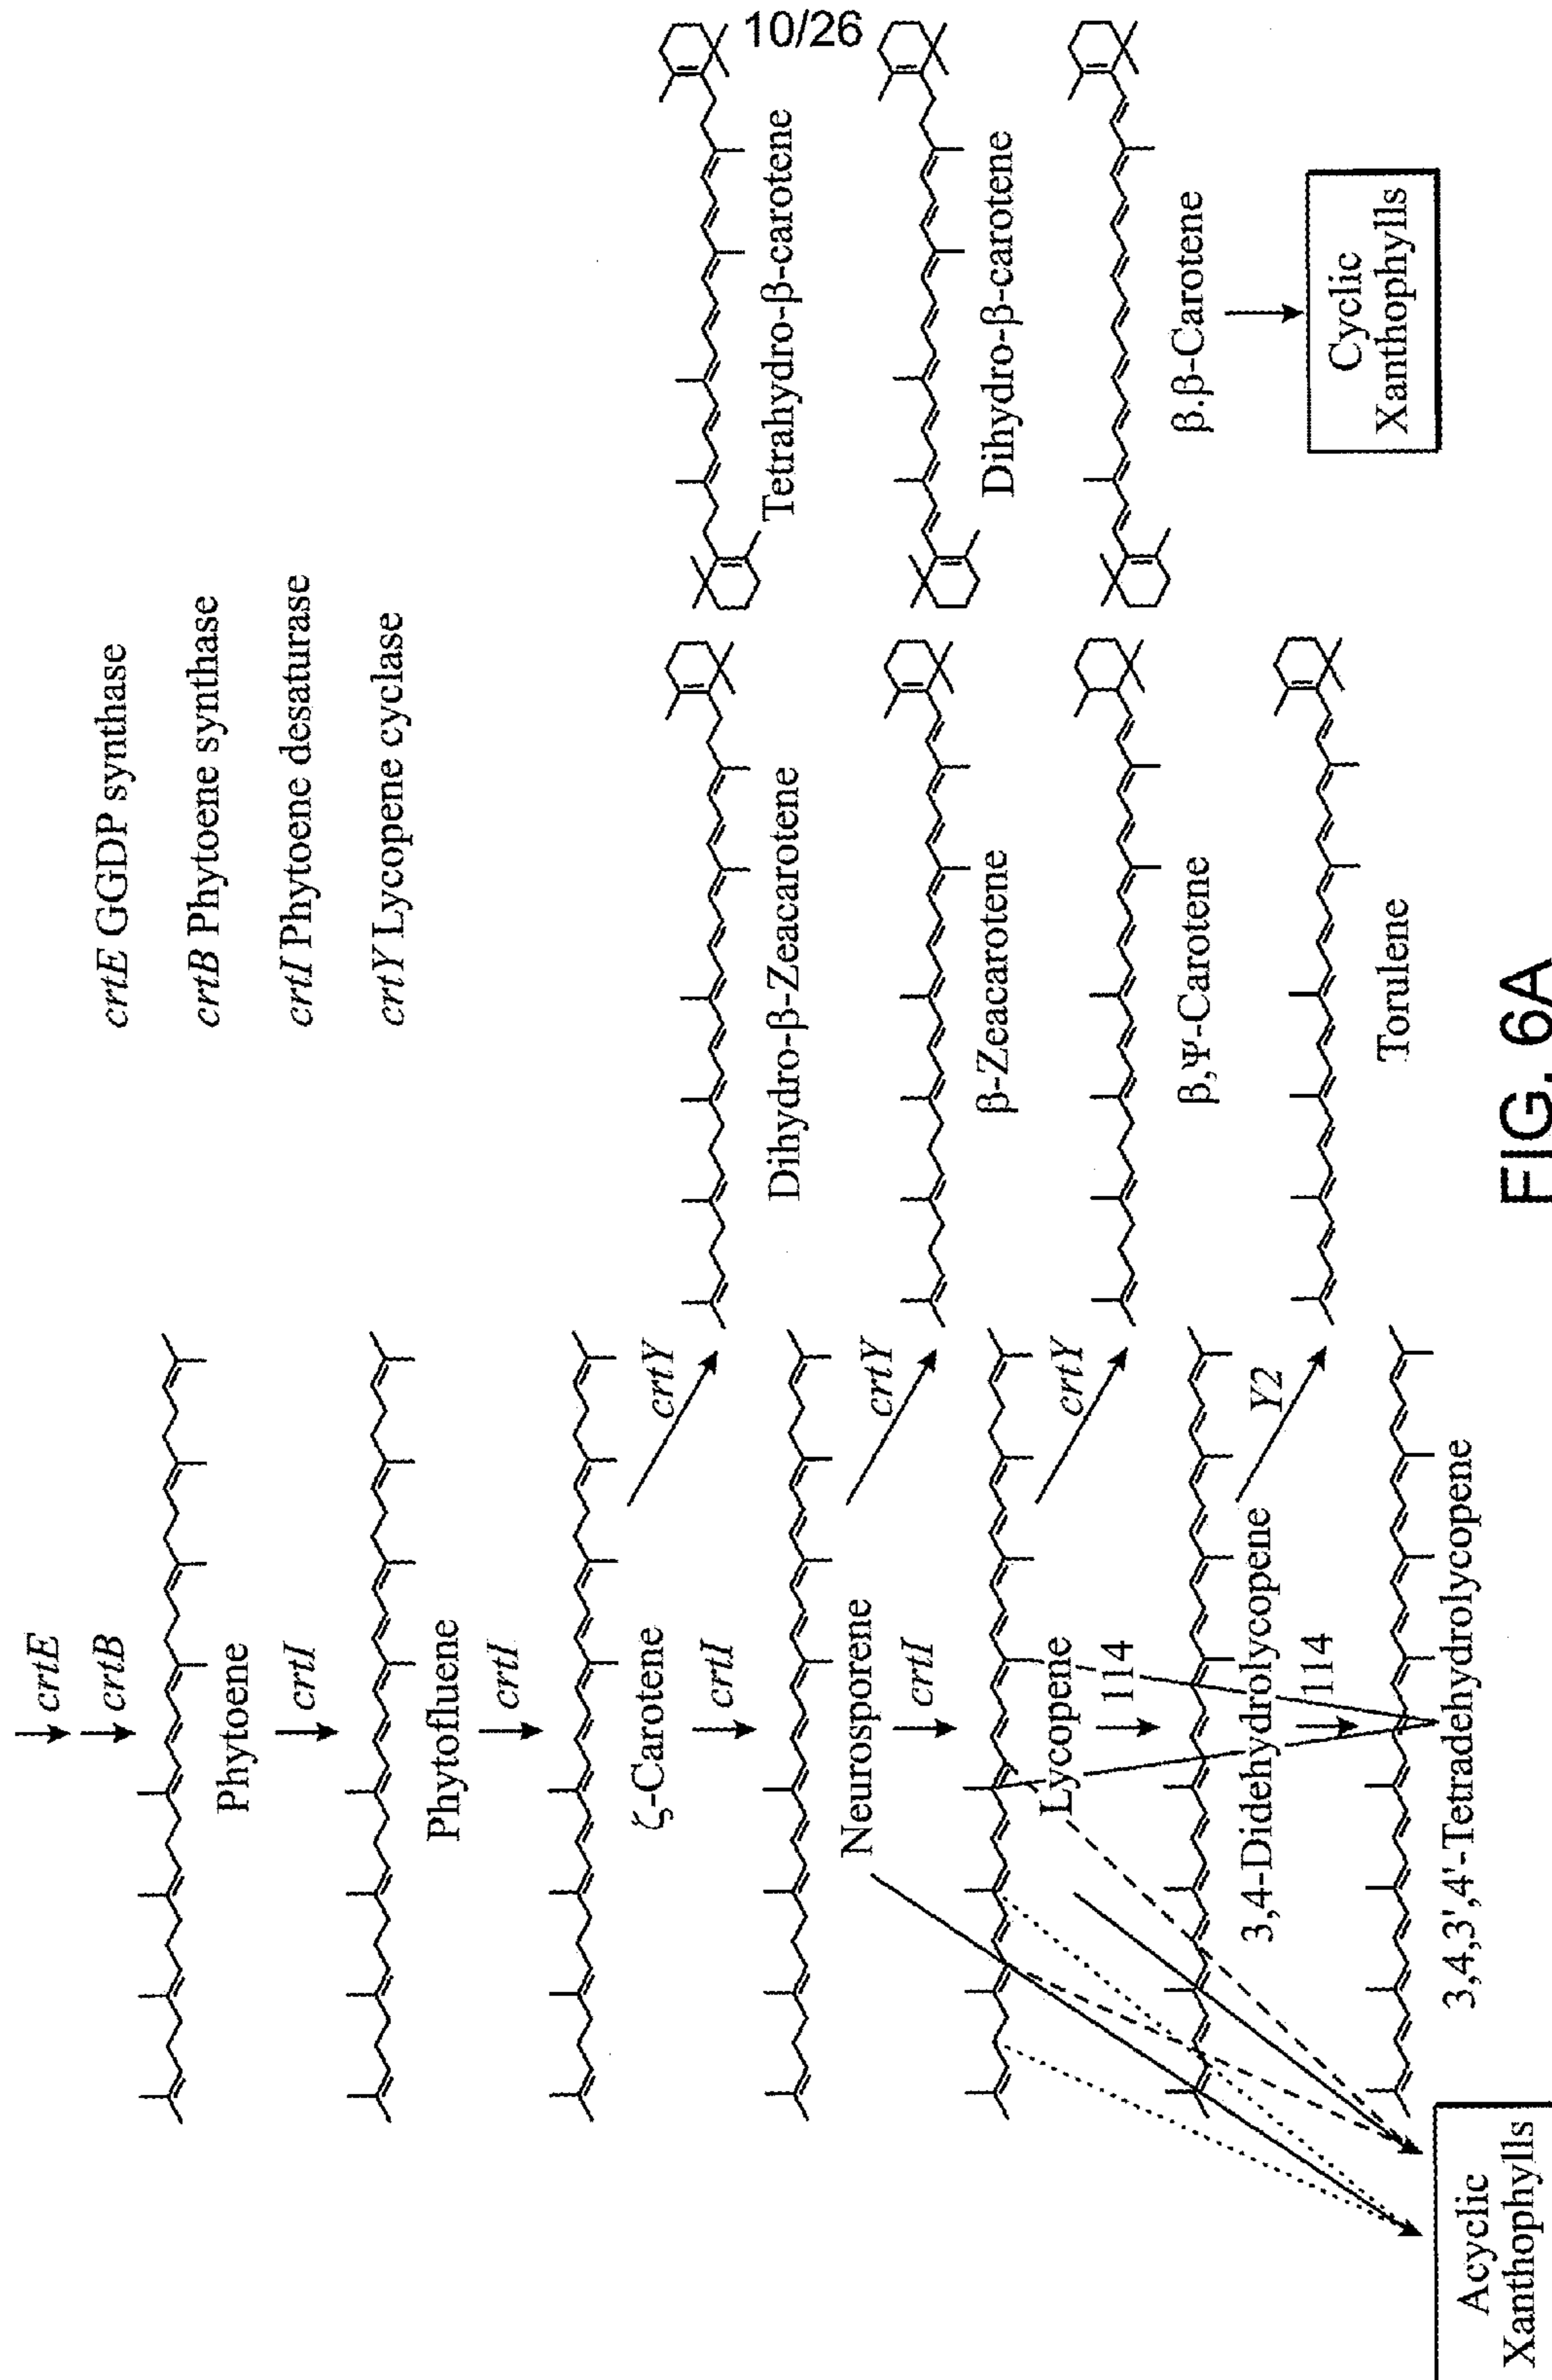 10/26
crtE GGDP synthase
crtB Phytoene synthase
crtI Phytoene desaturase
crtY Lycopene cyclase
crtE
crtB
Phytoene
crtI
Phytofluene
crtI
ζ-Carotene
crtY
Dihydro-β-Zeacarotene
Tetrahydro-β-carotene
crtI
Neurosporene
crtY
β-Zeacarotene
Dihydro-β-carotene
crtI
Lycopene
crtY
β,Ψ-Carotene
β.β-Carotene
114
3,4-Didehydrolycopene
Y2
Torulene
Cyclic
Xanthophylls
114
3,4,3',4'-Tetradehydrolycopene
Acyclic
Xanthophylls
FIG. 6A